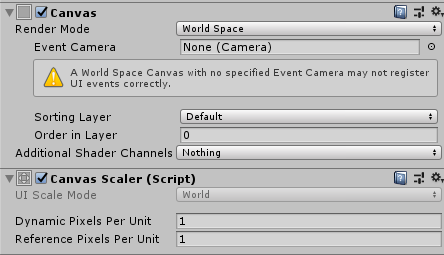 Canvas
Render Mode World Space
Event Camera None (Camera)
A World Space Canvas with no specified Event Camera may not register
UI events correctly.
Sorting Layer Default
Order in Layer 0
Additional Shader Channels Nothing
Canvas Scaler (Script)
UI Scale Mode World
Dynamic Pixels Per Unit 1
Reference Pixels Per Unit 1